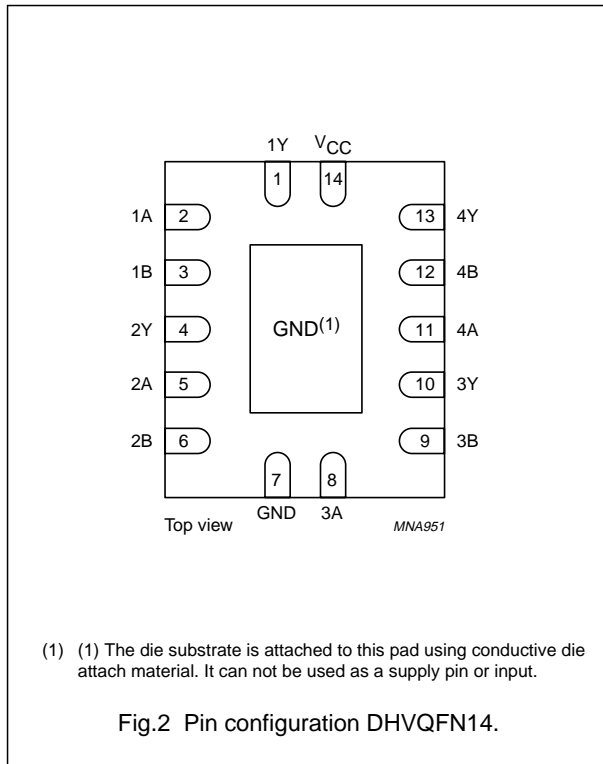 1Y VCC
1 14
1A 2 13 4Y
1B 3 12 4B
2Y 4 GND(1) 11 4A
2A 5 10 3Y
2B 6 9 3B
7 8
Top view GND 3A MNA951
(1) (1) The die substrate is attached to this pad using conductive die
attach material. It can not be used as a supply pin or input.
Fig.2 Pin configuration DHVQFN14.